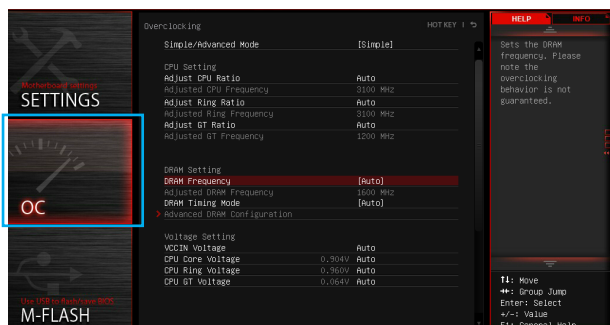 Overclocking
HOT KEY
HELP
INFO
Simple/Advanced Mode [Simple]
CPU Setting
Adjust CPU Ratio Auto
Adjusted CPU Frequency 3100 MHz
Adjust Ring Ratio Auto
Adjusted Ring Frequency 3100 MHz
Adjust GT Ratio Auto
Adjusted GT Frequency 1200 MHz
DRAM Setting
DRAM Frequency [Auto]
Adjusted DRAM Frequency 1600 MHz
DRAM Timing Mode [Auto]
> Advanced DRAM Configuration
Voltage Setting
VCCIN Voltage Auto
CPU Core Voltage 0.904V Auto
CPU Ring Voltage 0.960V Auto
CPU GT Voltage 0.064V Auto
Motherboard settings
SETTINGS
OC
Use USB to flash/save BIOS
M-FLASH
Sets the DRAM
frequency. Please
note the
overclocking
behavior is not
guaranteed.
↑↓: Move
→←: Group Jump
Enter: Select
+/-: Value
F1: General Help